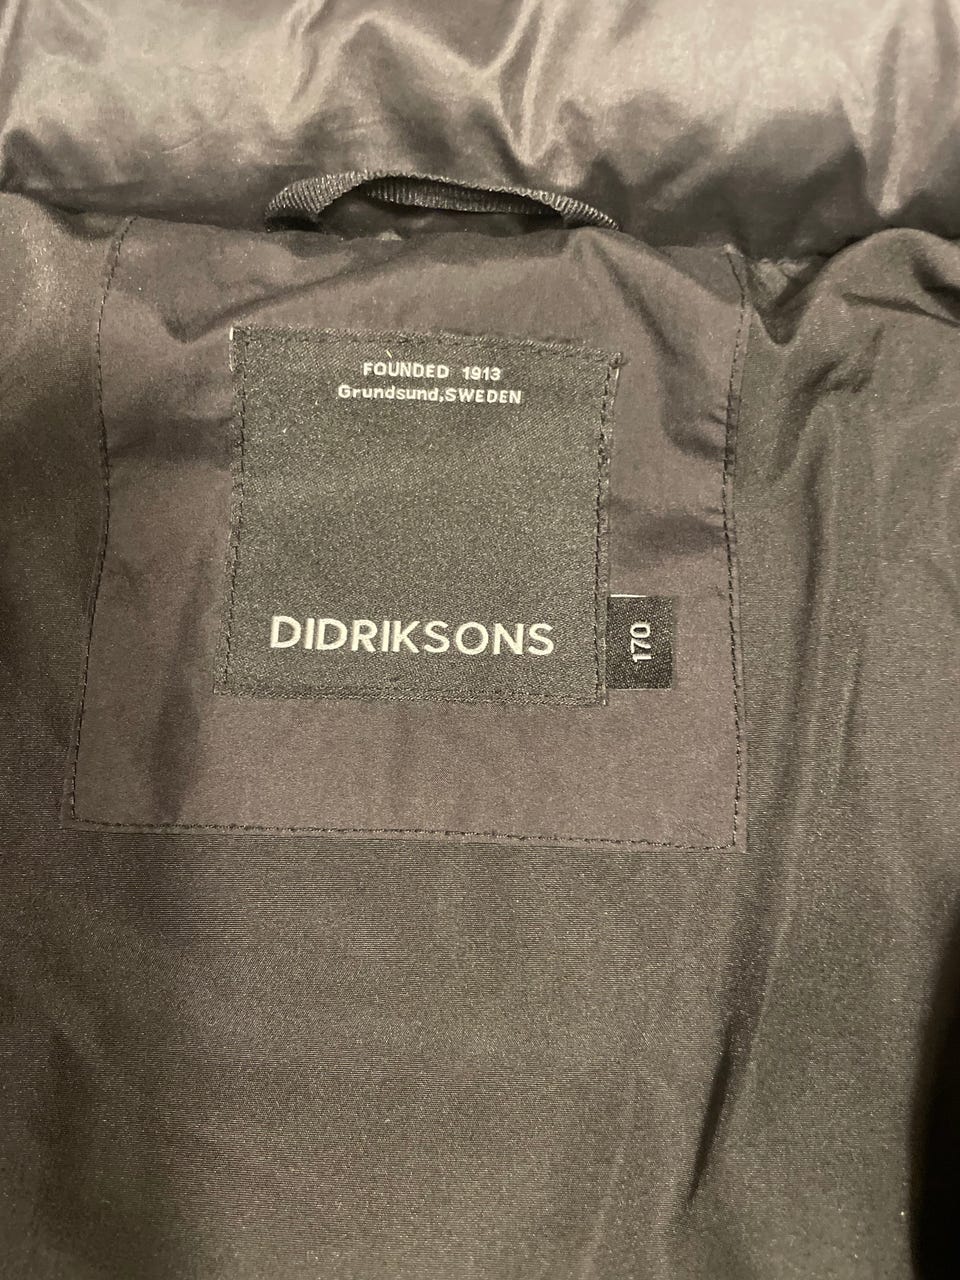 FOUNDED 1913
Grundsund,SWEDEN
DIDRIKSONS
170